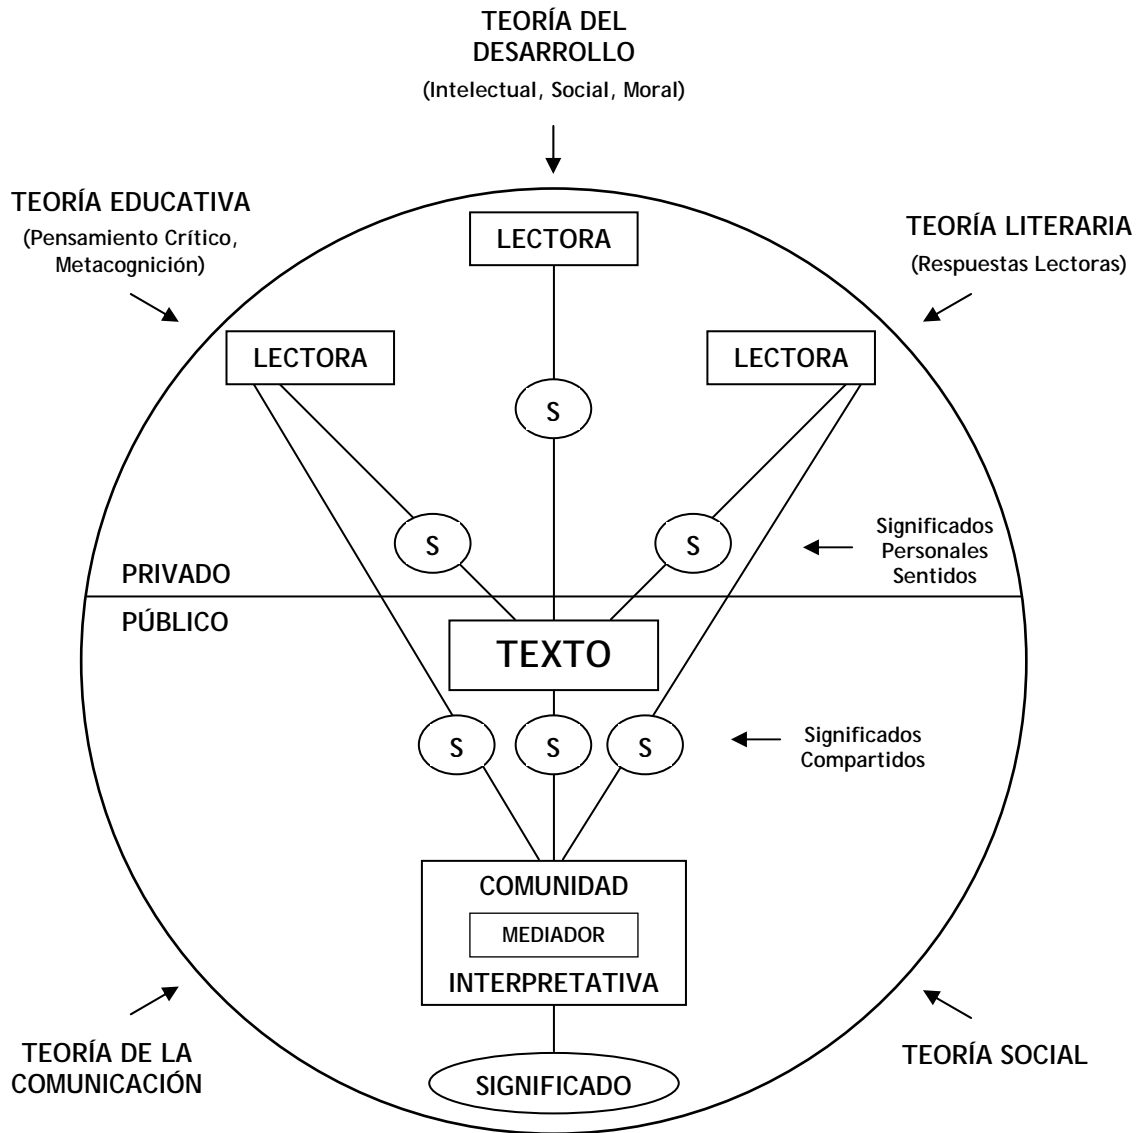 TEORÍA DEL
DESARROLLO
(Intelectual, Social, Moral)
TEORÍA EDUCATIVA
(Pensamiento Crítico,
Metacognición)
TEORÍA LITERARIA
(Respuestas Lectoras)
LECTORA
LECTORA
LECTORA
S
S
S
Significados
Personales
Sentidos
PRIVADO
PÚBLICO
TEXTO
S
S
S
Significados
Compartidos
COMUNIDAD
MEDIADOR
INTERPRETATIVA
TEORÍA DE LA
COMUNICACIÓN
TEORÍA SOCIAL
SIGNIFICADO